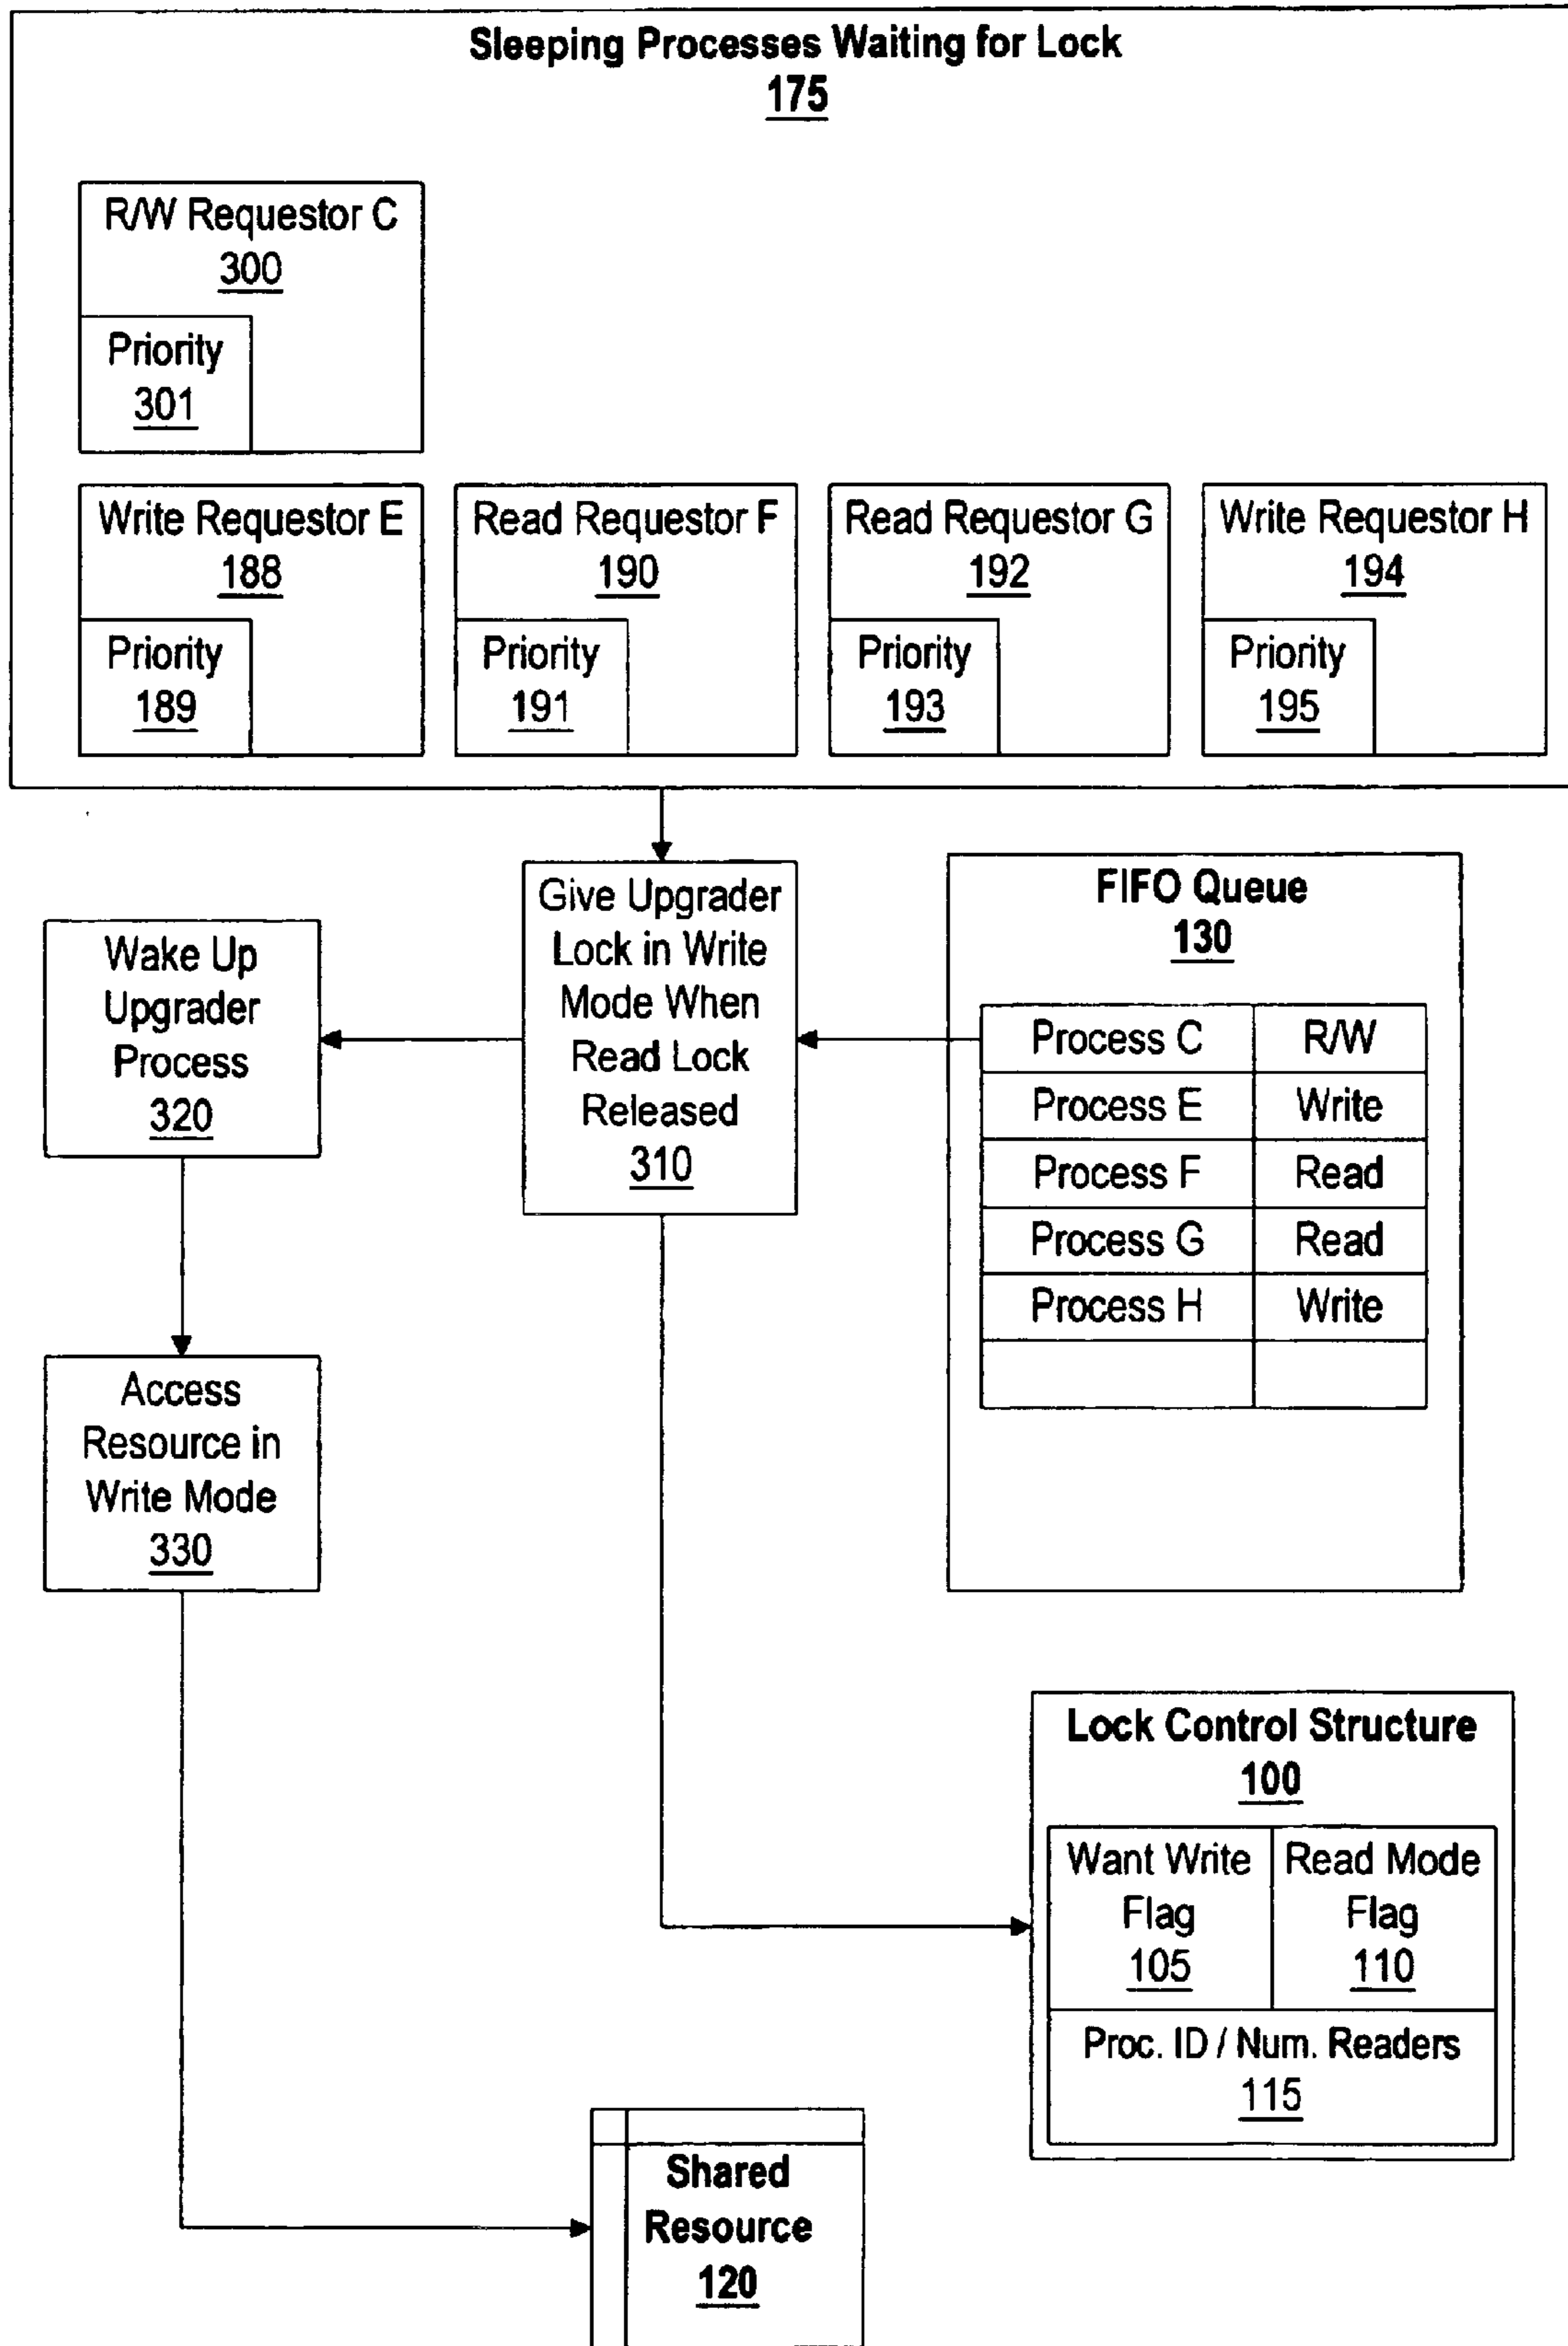 Sleeping Processes Waiting for Lock
175
R/W Requestor C
300
Priority
301
Write Requestor E
188
Priority
189
Read Requestor F
190
Priority
191
Read Requestor G
192
Priority
193
Write Requestor H
194
Priority
195
Give Upgrader
Lock in Write
Mode When
Read Lock
Released
310
Wake Up
Upgrader
Process
320
Access
Resource in
Write Mode
330
FIFO Queue
130
Process C R/W
Process E Write
Process F Read
Process G Read
Process H Write
Lock Control Structure
100
Want Write
Flag
105
Read Mode
Flag
110
Proc. ID / Num. Readers
115
Shared
Resource
120